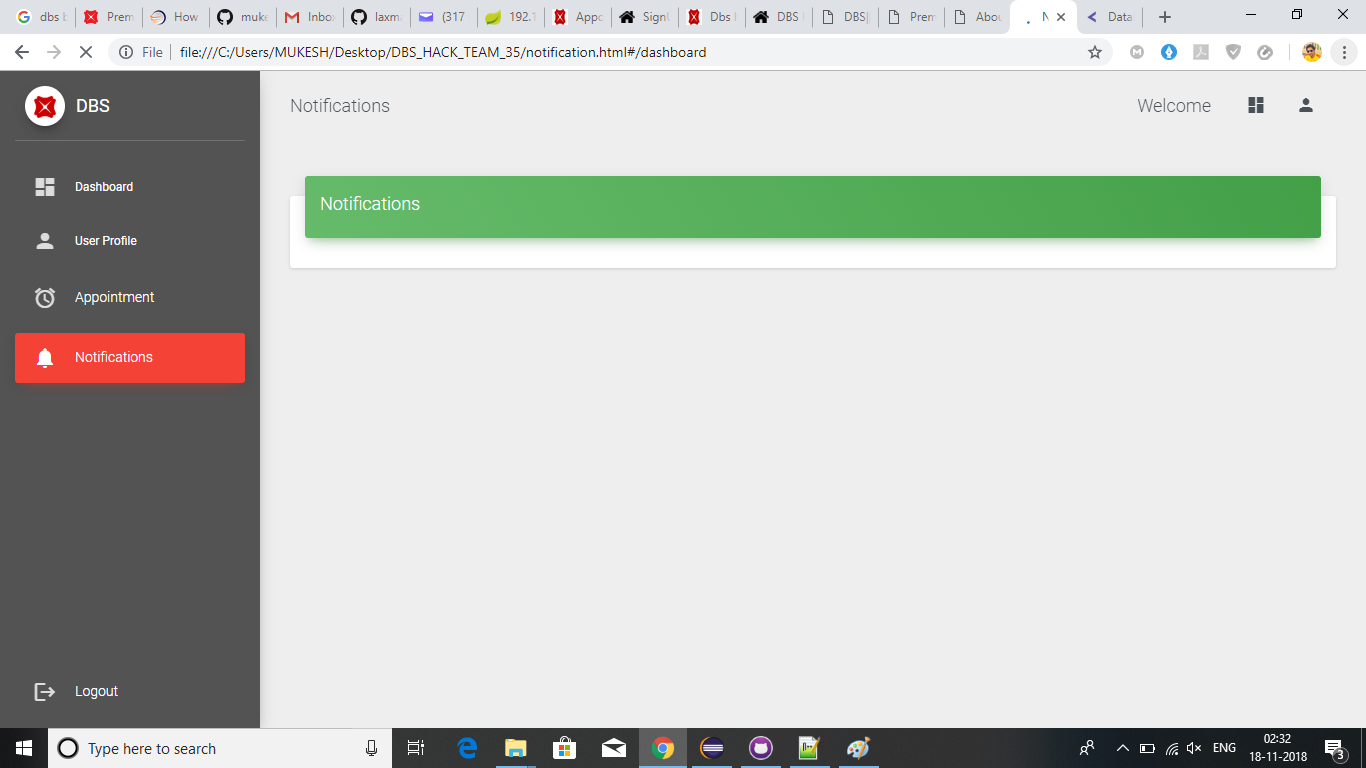 dbs b
Prem
How
muke
Inbo
laxm
(317
192.1
Appo
Sign
Dbs
DBS
DBS|
Prem
Abou
N
Data
File
file:///C:/Users/MUKESH/Desktop/DBS_HACK_TEAM_35/notification.html#/dashboard
DBS
Notifications
Welcome
Dashboard
User Profile
Appointment
Notifications
Notifications
Logout
Type here to search
ENG
02:32
18-11-2018
3